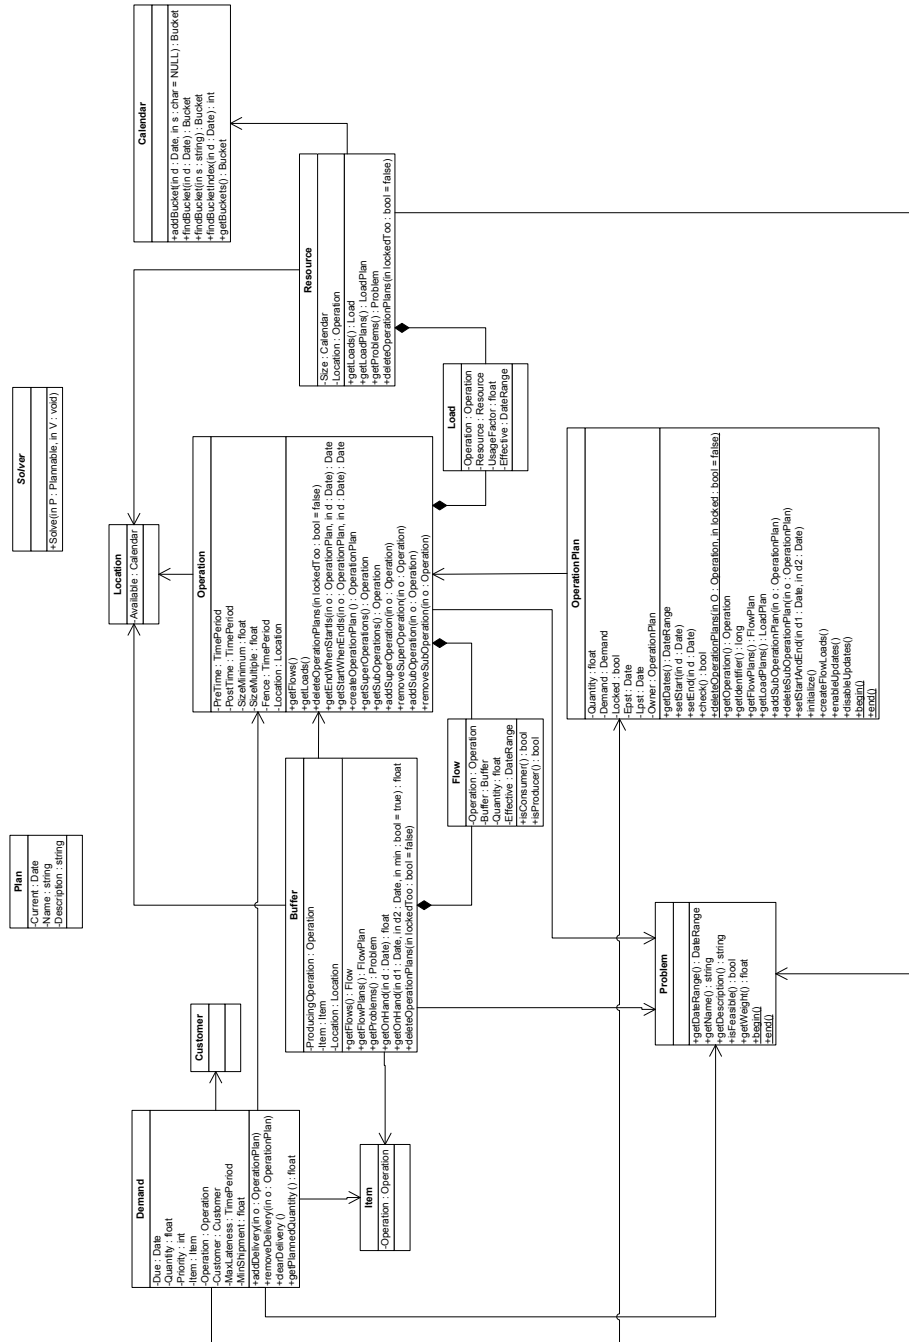 Calendar
+addBucket(in d : Date, in s : char = NULL) : Bucket
+findBucket(in d : Date) : Bucket
+findBucket(in s : string) : Bucket
+findBucketIndex(in d : Date) : int
+getBuckets() : Bucket
Resource
-Size : Calendar
-Location : Operation
+getLoads() : Load
+getLoadPlans() : LoadPlan
+getProblems() : Problem
+deleteOperationPlans(in lockedToo : bool = false)
Solver
+Solve(in P : Plannable, in V : void)
Location
-Available : Calendar
Operation
-PreTime : TimePeriod
-PostTime : TimePeriod
-SizeMinimum : float
-SizeMultiple : float
-Fence : TimePeriod
-Location : Location
+getFlows()
+getLoads()
+deleteOperationPlans(in lockedToo : bool = false)
+getEndWhenStartIs(in o : OperationPlan, in d : Date) : Date
+getStartWhenEndIs(in o : OperationPlan, in d : Date) : Date
+createOperationPlan () : OperationPlan
+getSuperOperations() : Operation
+getSubOperations() : Operation
+addSuperOperation(in o : Operation)
+removeSuperOperation(in o : Operation)
+addSubOperation(in o : Operation)
+removeSubOperation(in o : Operation)
Load
-Operation : Operation
-Resource : Resource
-UsageFactor : float
-Effective : DateRange
OperationPlan
-Quantity : float
-Demand : Demand
-Locked : bool
-Epst : Date
-Lpst : Date
-Owner : OperationPlan
+getDates() : DateRange
+setStart(in d : Date)
+setEnd(in d : Date)
+check() : bool
+deleteOperationPlans(in O : Operation, in locked : bool = false)
+getOperation() : Operation
+getIdentifier() : long
+getFlowPlans() : FlowPlan
+getLoadPlans() : LoadPlan
+addSubOperationPlan(in o : OperationPlan)
+deleteSubOperationPlan(in o : OperationPlan)
+setStartAndEnd(in d1 : Date, in d2 : Date)
+initialize()
+createFlowLoads()
+enableUpdates()
+disableUpdates()
+begin()
+end()
Plan
-Current : Date
-Name : string
-Description : string
Buffer
-ProducingOperation : Operation
-Item : Item
-Location : Location
+getFlows() : Flow
+getFlowPlans() : FlowPlan
+getProblems() : Problem
+getOnHand(in d : Date) : float
+getOnHand(in d1 : Date, in d2 : Date, in min : bool = true) : float
+deleteOperationPlans(in lockedToo : bool = false)
Flow
-Operation : Operation
-Buffer : Buffer
-Quantity : float
-Effective : DateRange
+isConsumer() : bool
+isProducer() : bool
Problem
+getDateRange() : DateRange
+getName() : string
+getDescription() : string
+isFeasible() : bool
+getWeight() : float
+begin()
+end()
Customer
Demand
-Due : Date
-Quantity : float
-Priority : int
-Item : Item
-Operation : Operation
-Customer : Customer
-MaxLateness : TimePeriod
-MinShipment : float
+addDelivery(in o : OperationPlan)
+removeDelivery(in o : OperationPlan)
+clearDelivery ()
+getPlannedQuantity () : float
Item
-Operation : Operation